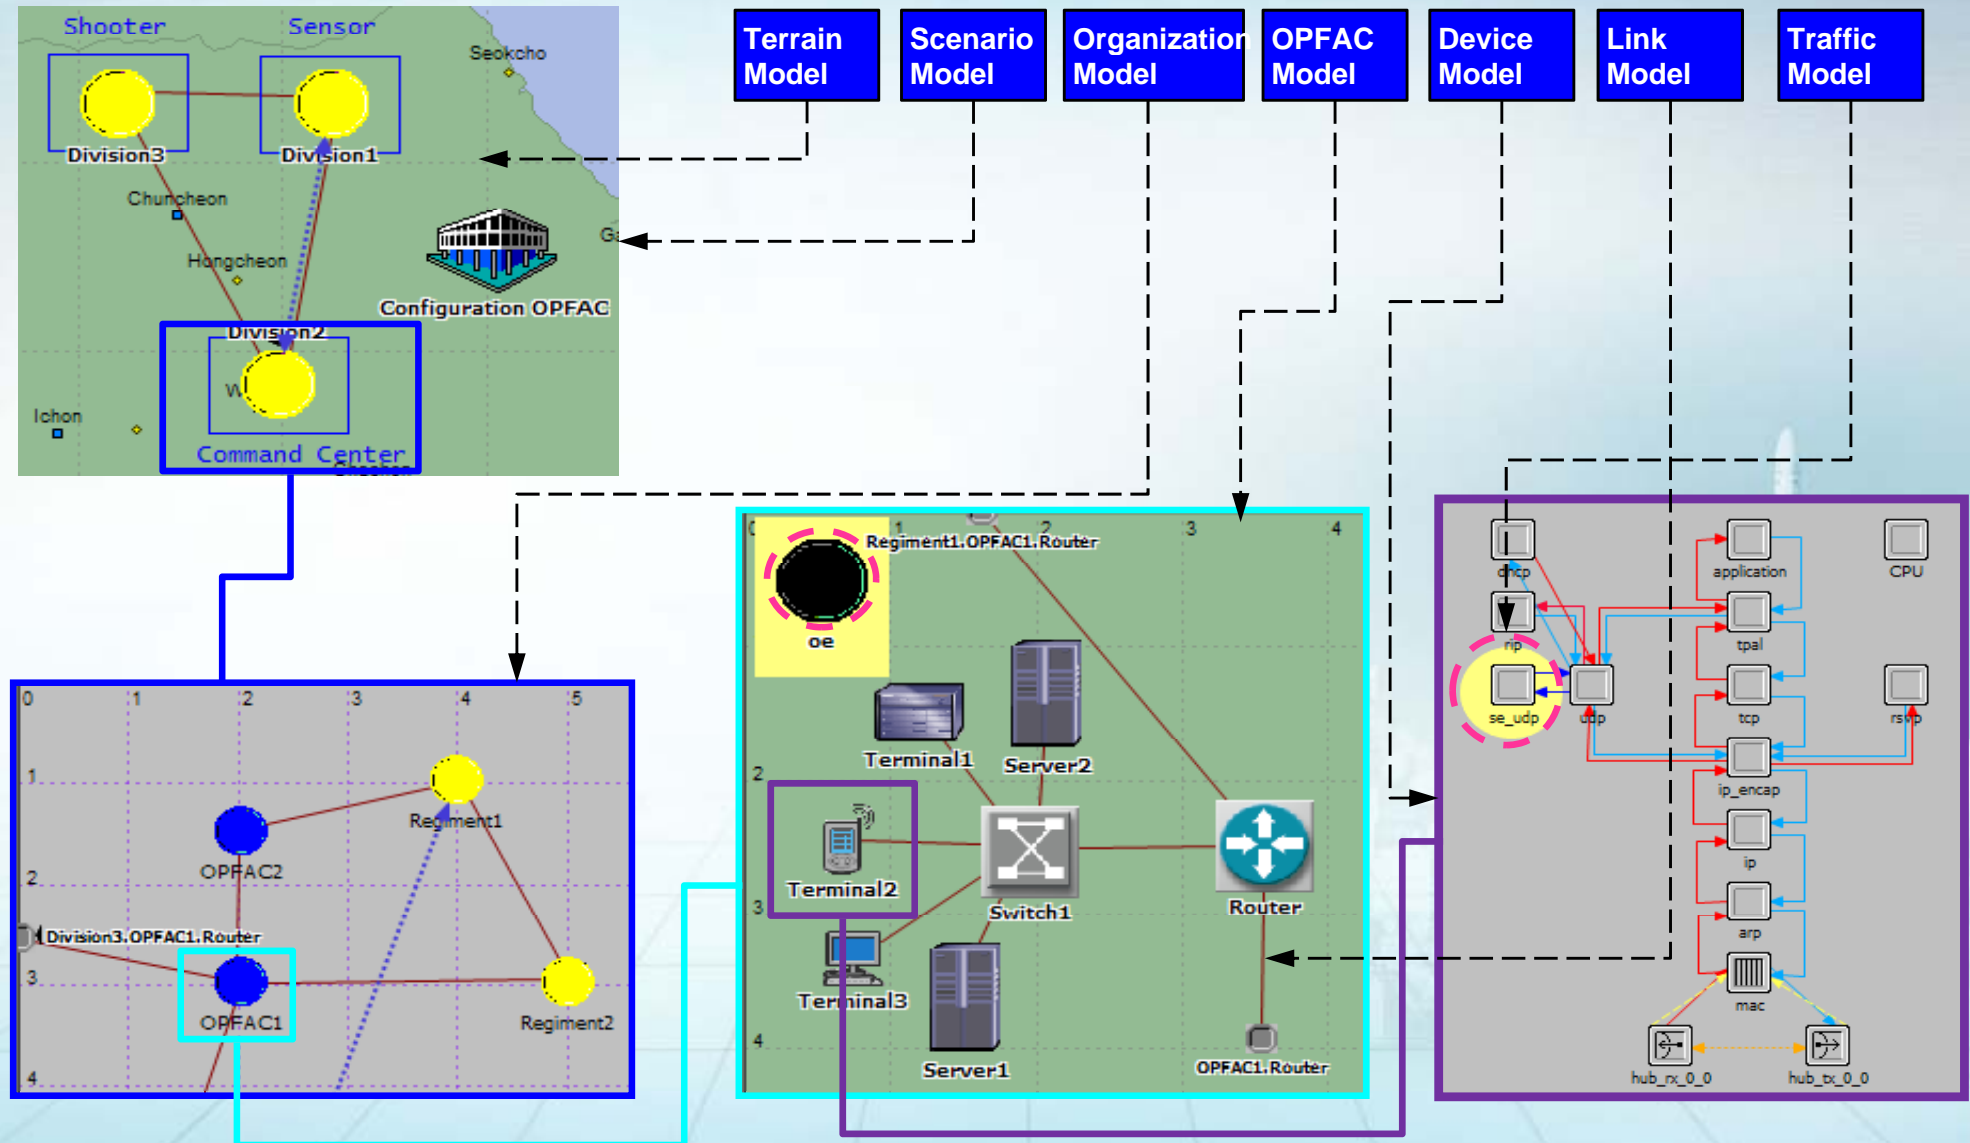 Terrain
Model
Scenario
Model
Organization
Model
OPFAC
Model
Device
Model
Link
Model
Traffic
Model
Shooter
Sensor
Seokcho
Division3
Division1
Chuncheon
Hongcheon
Configuration OPFAC
Division2
Ichon
Command Center
0 1 2 3 4 5
1
Regiment1
OPFAC2
2
Division3.OPFAC1.Router
3
OPFAC1
Regiment2
4
0 1 2 3 4
Regiment1.OPFAC1.Router
oe
Terminal1
Server2
2
Terminal2
Switch1
Router
3
Terminal3
4
Server1
OPFAC1.Router
dhcp
application
CPU
rip
tpal
se_udp
udp
tcp
rsvp
ip_encap
ip
arp
mac
hub_rx_0_0
hub_tx_0_0